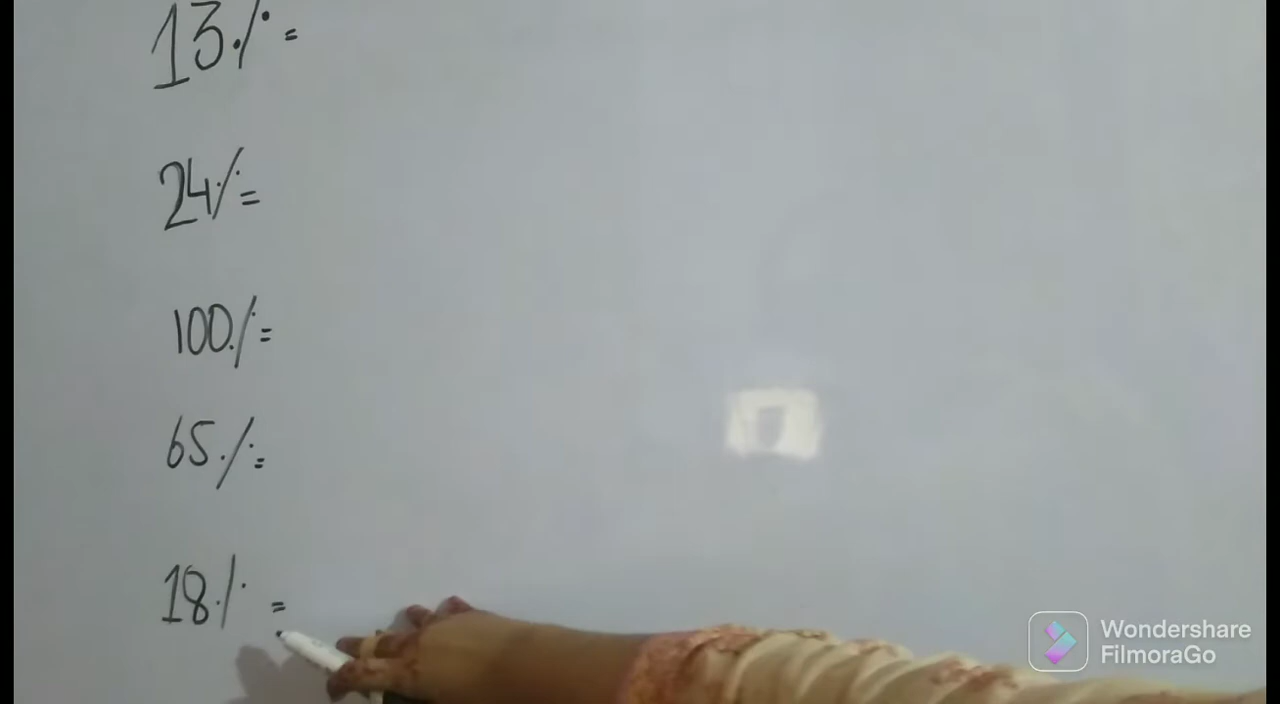 13% =
24% =
100% =
65% =
18% =
Wondershare
FilmoraGo